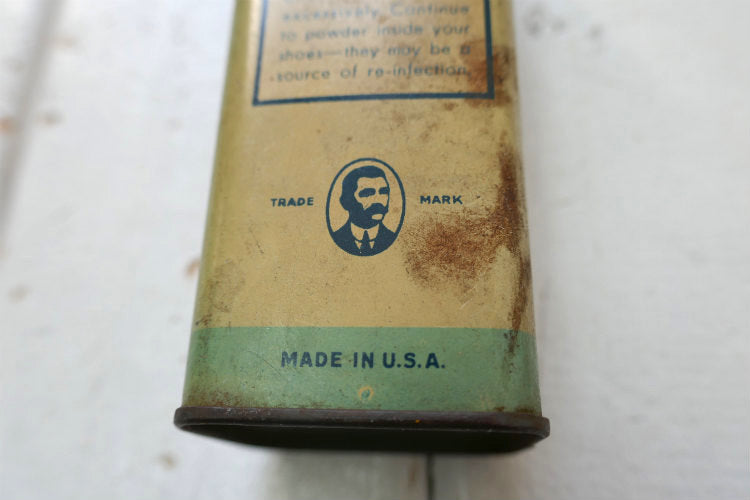 excessively. Continue
to powder inside your
shoes—they may be a
source of re-infection.
TRADE MARK
MADE IN U.S.A.